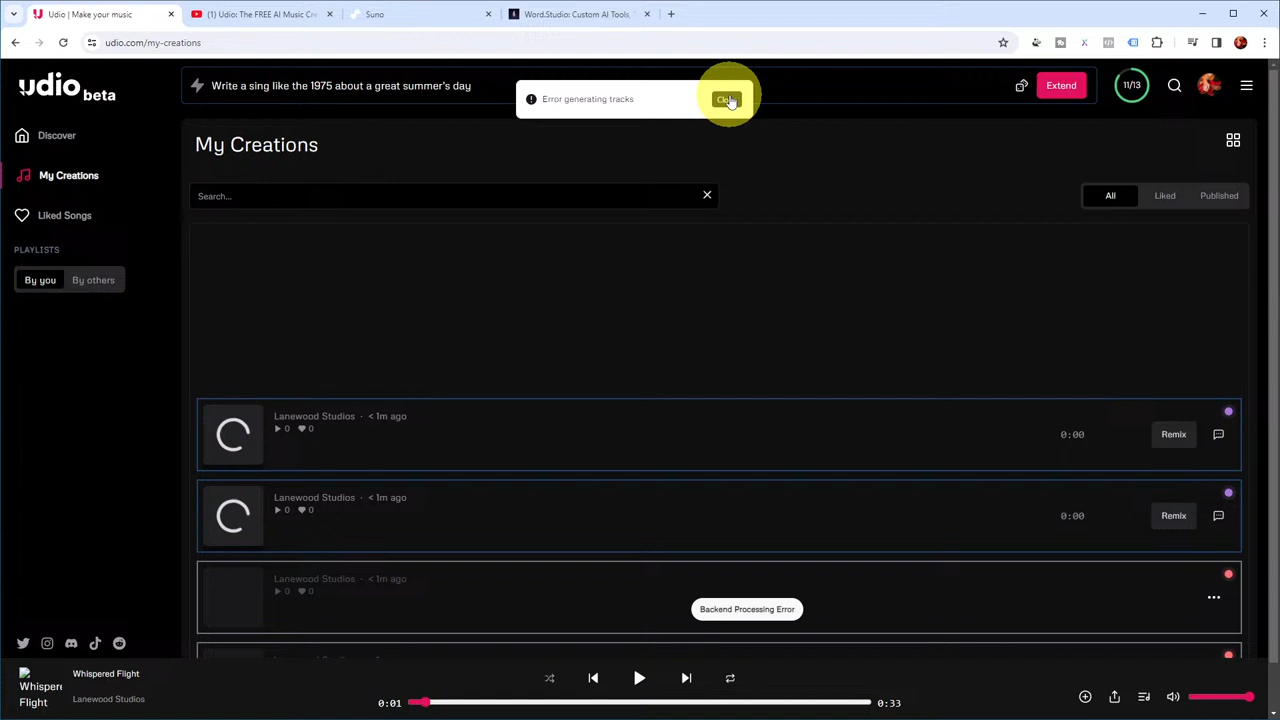 Udio | Make your music
(1) Udio: The FREE AI Music Cre
Suno
Word.Studio: Custom AI Tools,
udio.com/my-creations
udio
beta
Write a sing like the 1975 about a great summer's day
Extend
11/13
Error generating tracks
Discover
My Creations
Liked Songs
PLAYLISTS
By you
By others
My Creations
Search...
All
Liked
Published
Lanewood Studios · < 1m ago
0 0
0:00
Remix
Lanewood Studios · < 1m ago
0 0
0:00
Remix
Lanewood Studios · < 1m ago
0 0
Backend Processing Error
Whispered Flight
Whispered Flight
Lanewood Studios
0:01
0:33